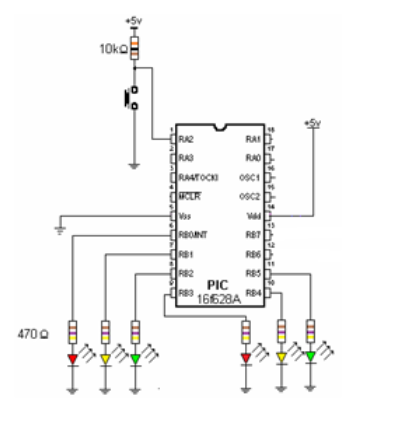 +5v
10kΩ
+5v
1 RA2 RA1 18
2 RA3 RA0 17
3 RA4/TOCKI OSC1 16
4 MCLR OSC2 15
5 Vss Vdd 14
6 RB0/INT RB7 13
7 RB1 RB6 12
8 RB2 RB5 11
9 RB3 RB4 10
PIC
16f628A
470Ω